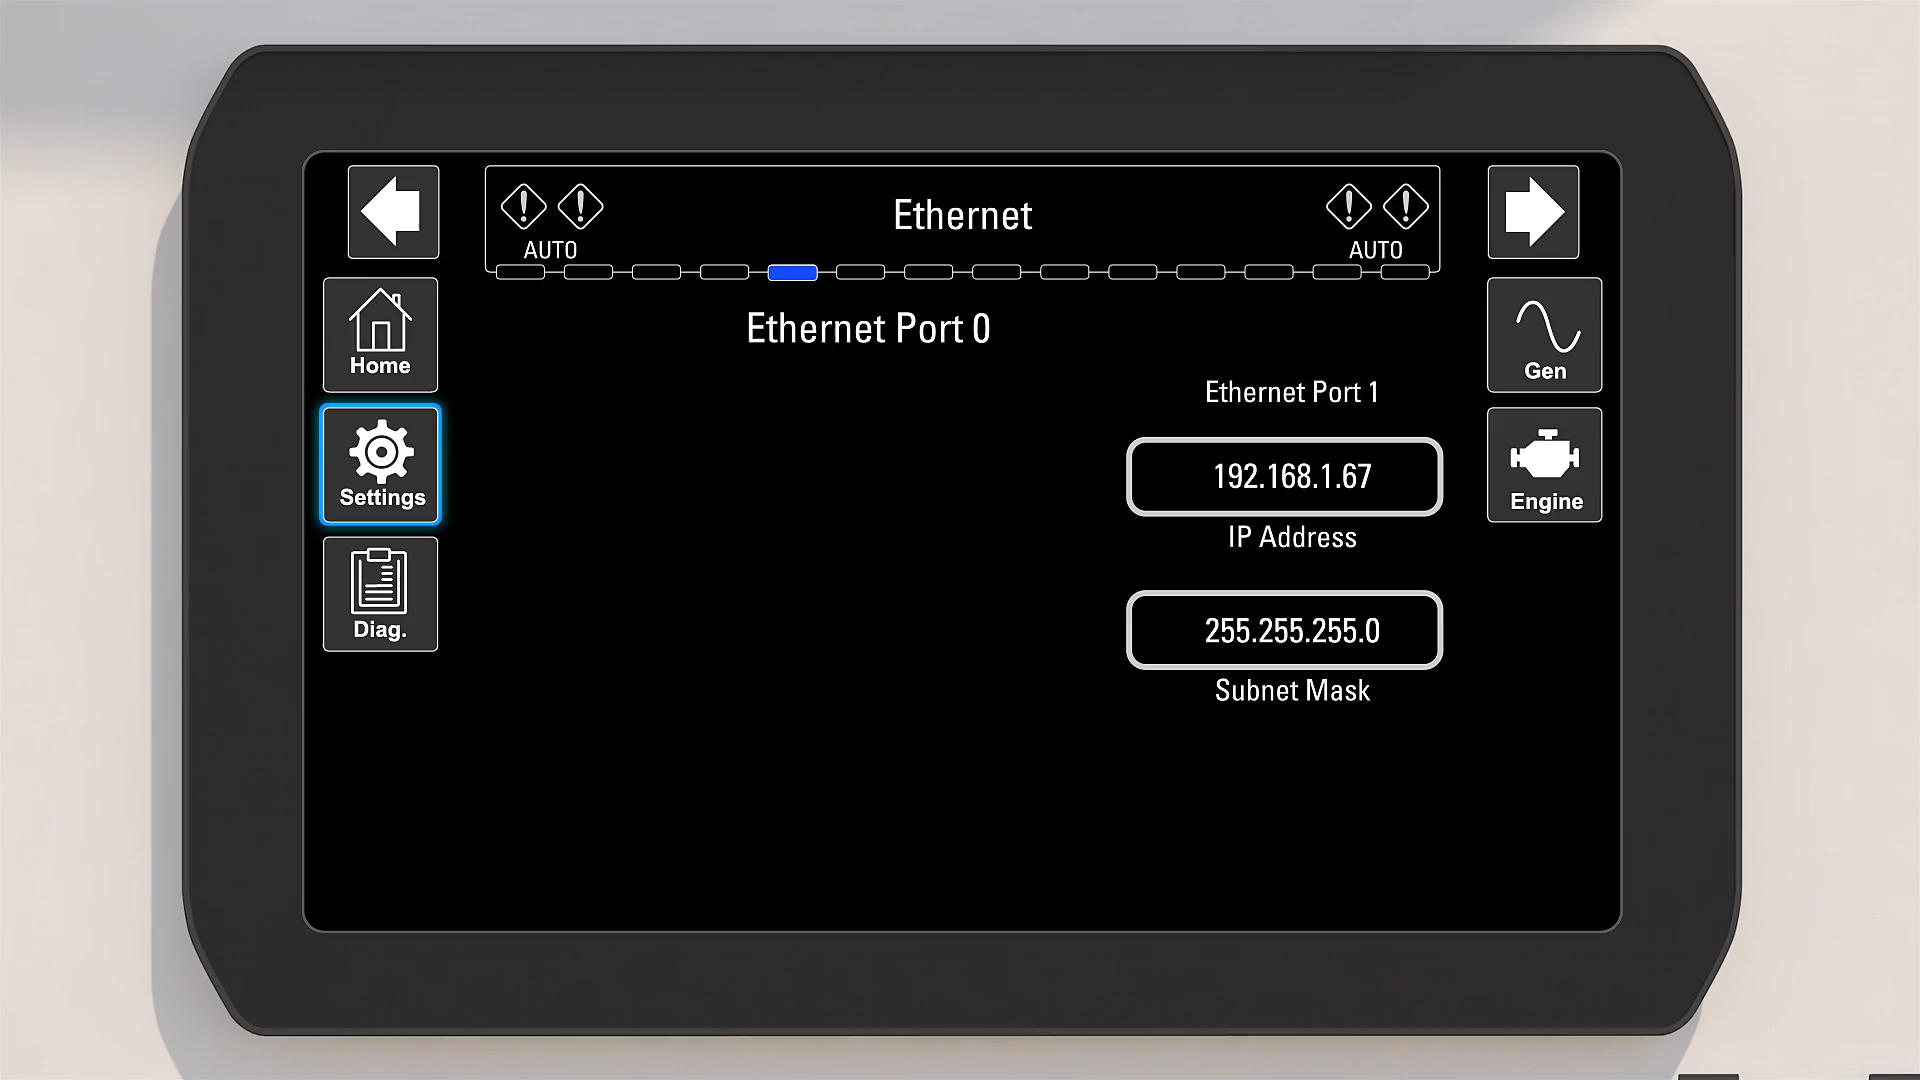 Ethernet
AUTO
AUTO
Home
Settings
Diag.
Ethernet Port 0
Ethernet Port 1
192.168.1.67
IP Address
255.255.255.0
Subnet Mask
Gen
Engine